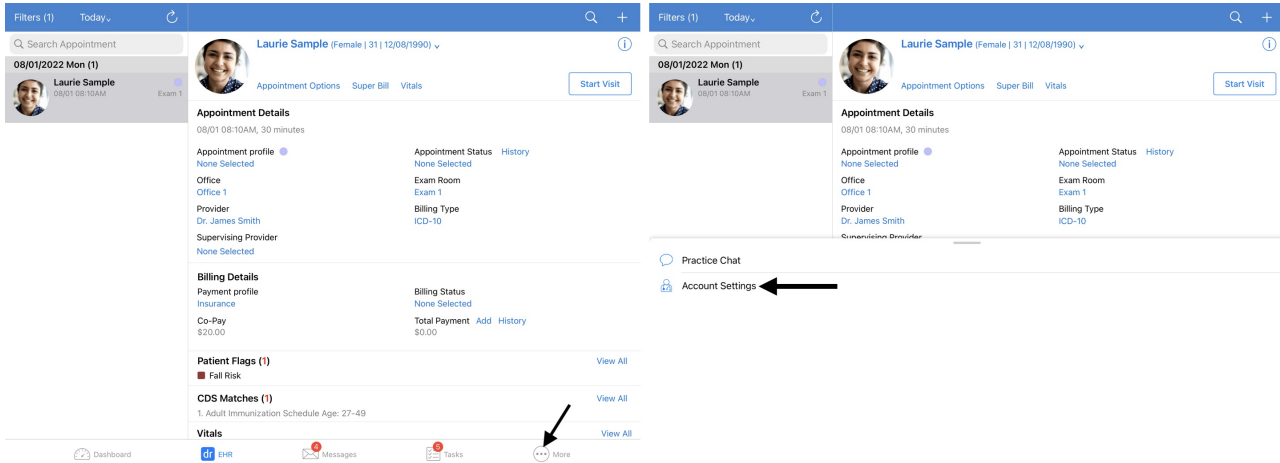 Filters (1) Today
Search Appointment
08/01/2022 Mon (1)
Laurie Sample
08/01 08:10AM Exam 1
Laurie Sample (Female | 31 | 12/08/1990)
Appointment Options Super Bill Vitals
Start Visit
Appointment Details
08/01 08:10AM, 30 minutes
Appointment profile Appointment Status History
None Selected None Selected
Office Exam Room
Office 1 Exam 1
Provider Billing Type
Dr. James Smith ICD-10
Supervising Provider
None Selected
Billing Details
Payment profile Billing Status
Insurance None Selected
Co-Pay Total Payment Add History
$20.00 $0.00
Patient Flags (1) View All
Fall Risk
CDS Matches (1) View All
1. Adult Immunization Schedule Age: 27-49
Vitals View All
Dashboard dr EHR 4 Messages 5 Tasks More
Filters (1) Today
Search Appointment
08/01/2022 Mon (1)
Laurie Sample
08/01 08:10AM Exam 1
Laurie Sample (Female | 31 | 12/08/1990)
Appointment Options Super Bill Vitals
Start Visit
Appointment Details
08/01 08:10AM, 30 minutes
Appointment profile Appointment Status History
None Selected None Selected
Office Exam Room
Office 1 Exam 1
Provider Billing Type
Dr. James Smith ICD-10
Supervising Provider
Practice Chat
Account Settings